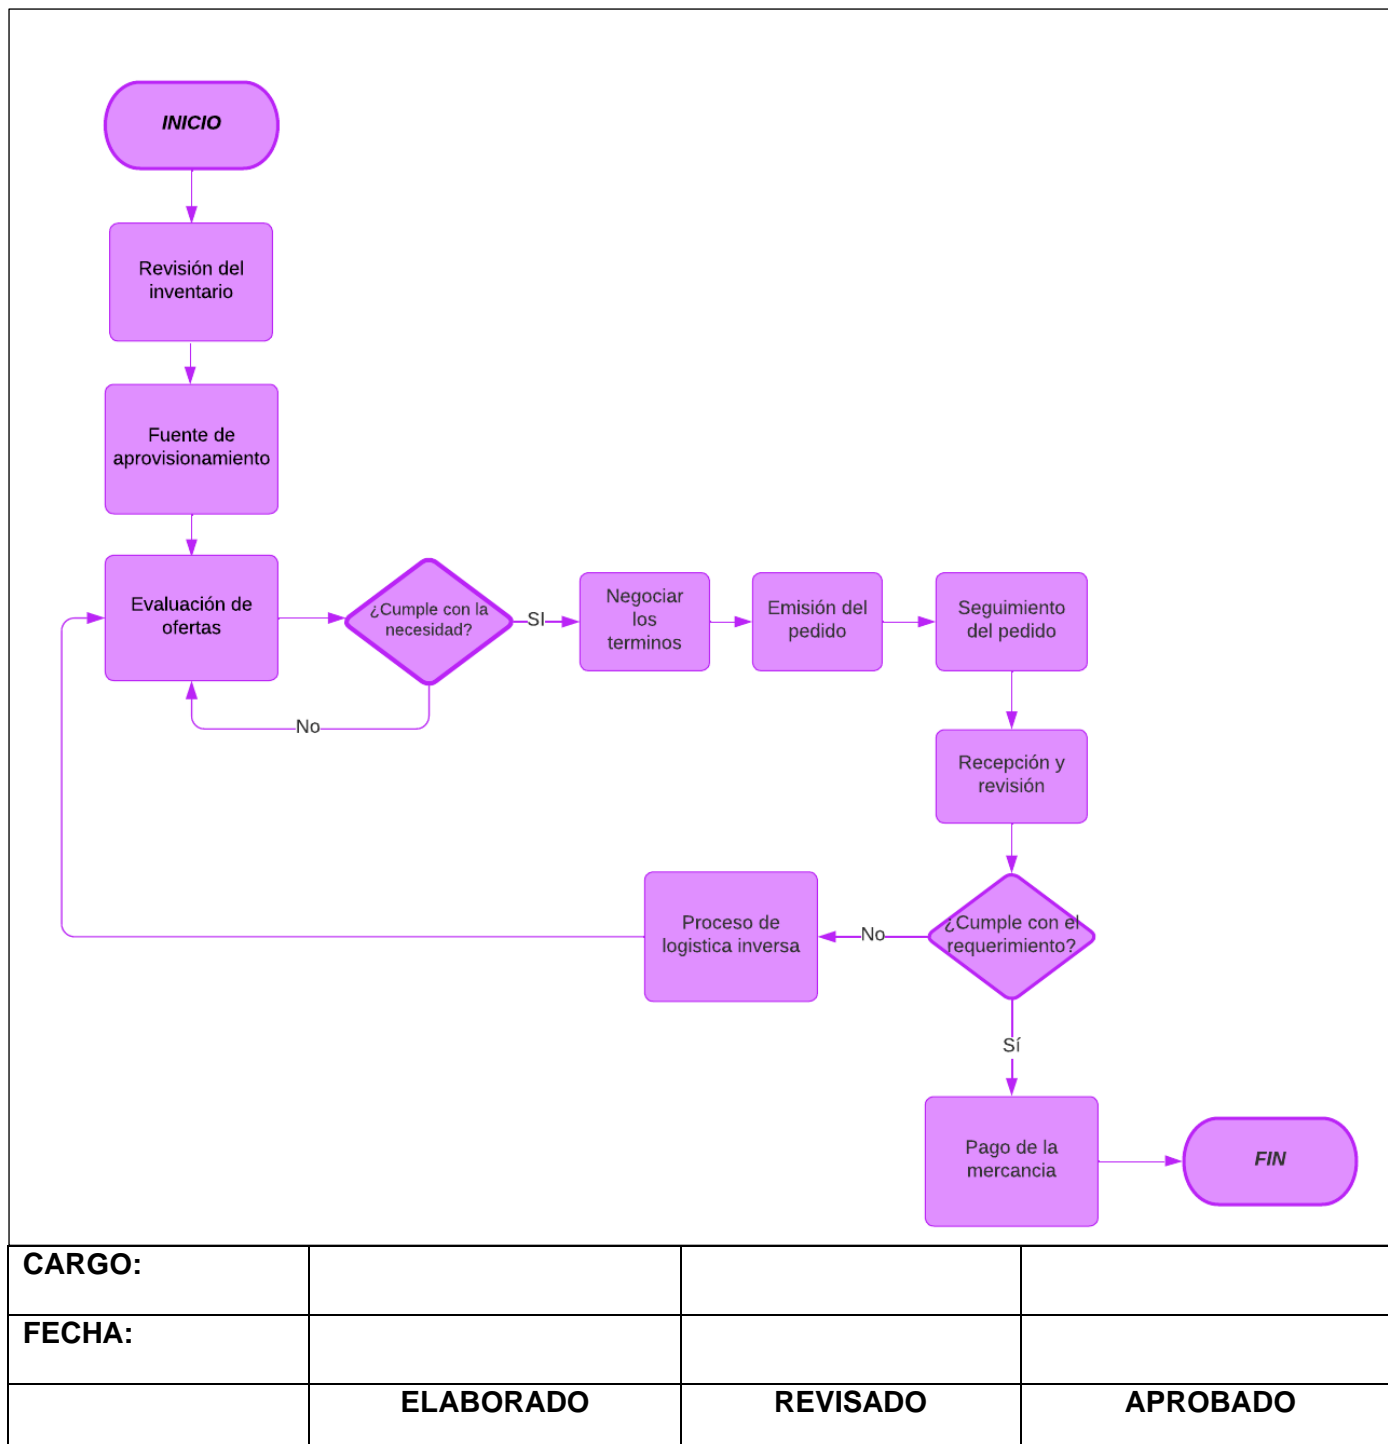 INICIO
Revisión del
inventario
Fuente de
aprovisionamiento
Evaluación de
ofertas
¿Cumple con la
necesidad?
SI
No
Negociar
los
terminos
Emisión del
pedido
Seguimiento
del pedido
Recepción y
revisión
¿Cumple con el
requerimiento?
No
Proceso de
logistica inversa
Sí
Pago de la
mercancia
FIN
CARGO:
FECHA:
ELABORADO REVISADO APROBADO